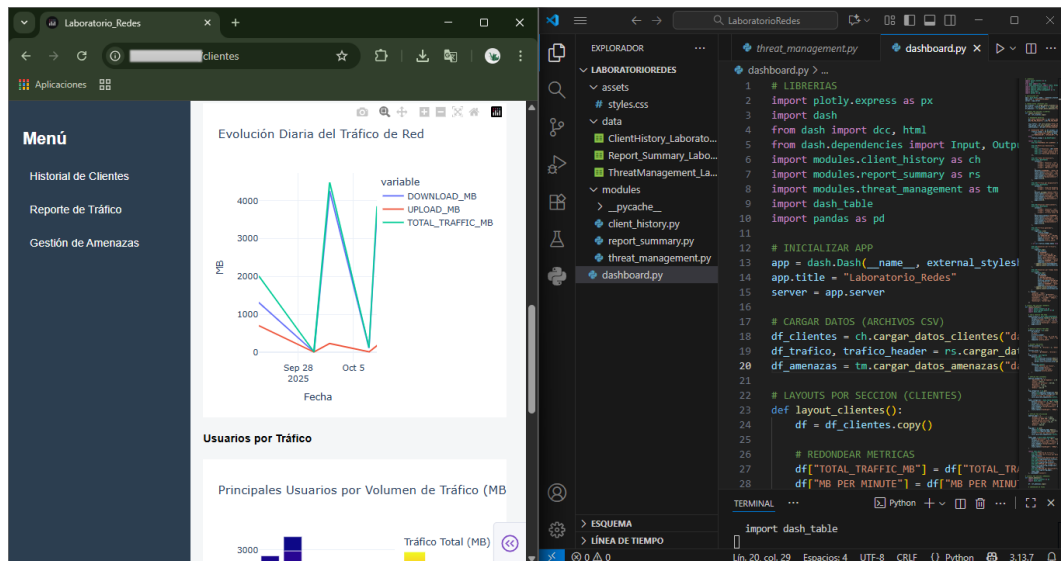 Laboratorio_Redes
clientes
Aplicaciones
Menú
Historial de Clientes
Reporte de Tráfico
Gestión de Amenazas
Evolución Diaria del Tráfico de Red
variable
DOWNLOAD_MB
UPLOAD_MB
TOTAL_TRAFFIC_MB
4000
3000
2000
1000
0
MB
Sep 28
2025
Oct 5
Fecha
Usuarios por Tráfico
Principales Usuarios por Volumen de Tráfico (MB
Tráfico Total (MB)
3000
LaboratorioRedes
EXPLORADOR
LABORATORIOREDES
assets
# styles.css
data
ClientHistory_Laborato...
Report_Summary_Labo...
ThreatManagement_La...
modules
__pycache__
client_history.py
report_summary.py
threat_management.py
dashboard.py
ESQUEMA
LÍNEA DE TIEMPO
threat_management.py
dashboard.py
dashboard.py > ...
1 # LIBRERIAS
2 import plotly.express as px
3 import dash
4 from dash import dcc, html
5 from dash.dependencies import Input, Outpu
6 import modules.client_history as ch
7 import modules.report_summary as rs
8 import modules.threat_management as tm
9 import dash_table
10 import pandas as pd
11
12 # INICIALIZAR APP
13 app = dash.Dash(__name__, external_stylesh
14 app.title = "Laboratorio_Redes"
15 server = app.server
16
17 # CARGAR DATOS (ARCHIVOS CSV)
18 df_clientes = ch.cargar_datos_clientes("da
19 df_trafico, trafico_header = rs.cargar_dat
20 df_amenazas = tm.cargar_datos_amenazas("da
21
22 # LAYOUTS POR SECCION (CLIENTES)
23 def layout_clientes():
24 df = df_clientes.copy()
25
26 # REDONDEAR METRICAS
27 df["TOTAL_TRAFFIC_MB"] = df["TOTAL_TRA
28 df["MB PER MINUTE"] = df["MB PER MINUT
TERMINAL
Python
import dash_table
0 0
Lín. 20, col. 29
Espacios: 4
UTF-8
CRLF
{} Python
3.13.7